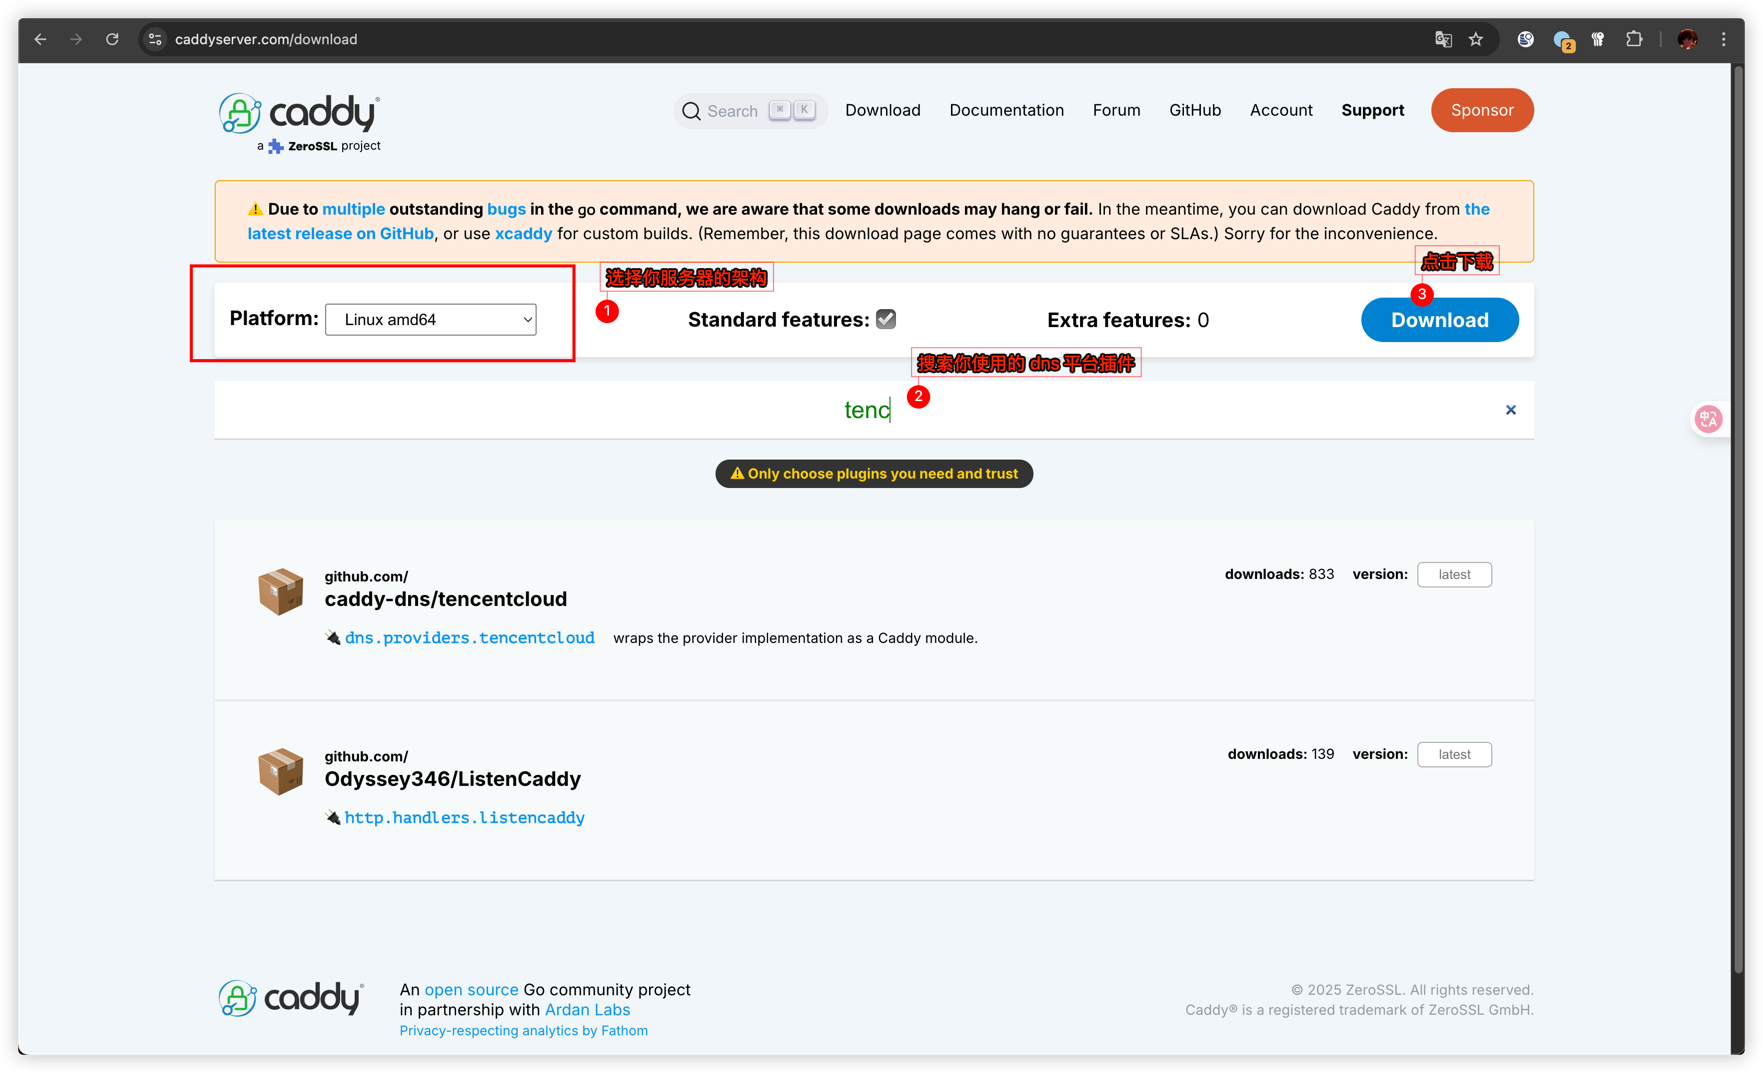 caddyserver.com/download
2
caddy®
a ZeroSSL project
Search ⌘ K
Download
Documentation
Forum
GitHub
Account
Support
Sponsor
⚠️ Due to multiple outstanding bugs in the go command, we are aware that some downloads may hang or fail. In the meantime, you can download Caddy from the
latest release on GitHub, or use xcaddy for custom builds. (Remember, this download page comes with no guarantees or SLAs.) Sorry for the inconvenience.
点击下载
选择你服务器的架构
3
1
Platform: Linux amd64
Standard features:
Extra features: 0
Download
搜索你使用的 dns 平台插件
2
tenc
×
⚠ Only choose plugins you need and trust
github.com/
caddy-dns/tencentcloud
downloads: 833 version: latest
dns.providers.tencentcloud wraps the provider implementation as a Caddy module.
github.com/
Odyssey346/ListenCaddy
downloads: 139 version: latest
http.handlers.listencaddy
caddy®
An open source Go community project
in partnership with Ardan Labs
Privacy-respecting analytics by Fathom
© 2025 ZeroSSL. All rights reserved.
Caddy® is a registered trademark of ZeroSSL GmbH.